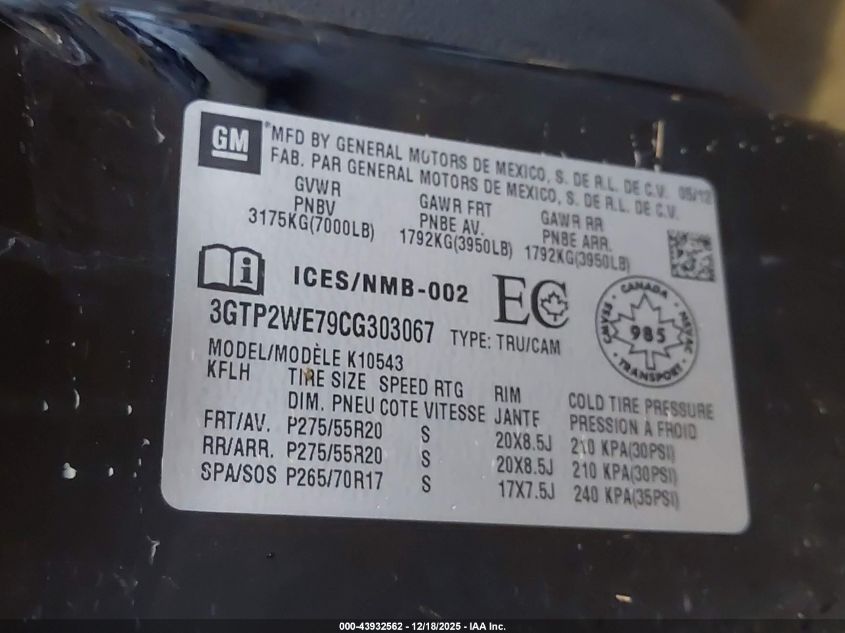 GM
MFD BY GENERAL MOTORS DE MEXICO, S. DE R.L. DE C.V. 05/12
FAB. PAR GENERAL MOTORS DE MEXICO, S. DE R.L. DE C.V.
GVWR GAWR FRT GAWR RR
PNBV PNBE AV. PNBE ARR.
3175KG(7000LB) 1792KG(3950LB) 1792KG(3950LB)
i ICES/NMB-002 EC
CANADA
CMVSS NSVAC
985
TRANSPORT
3GTP2WE79CG303067 TYPE: TRU/CAM
MODEL/MODÈLE K10543
KFLH TIRE SIZE SPEED RTG RIM COLD TIRE PRESSURE
DIM. PNEU COTE VITESSE JANTE PRESSION À FROID
FRT/AV. P275/55R20 S 20X8.5J 210 KPA(30PSI)
RR/ARR. P275/55R20 S 20X8.5J 210 KPA(30PSI)
SPA/SOS P265/70R17 S 17X7.5J 240 KPA(35PSI)
000-43932562 - 12/18/2025 - IAA Inc.